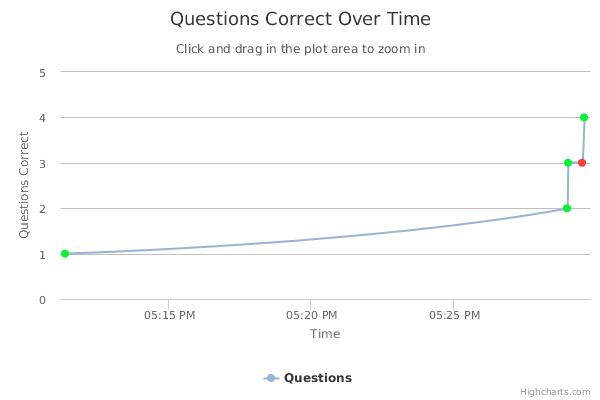 Questions Correct Over Time
Click and drag in the plot area to zoom in
Questions Correct
5
4
3
2
1
0
05:15 PM
05:20 PM
05:25 PM
Time
Questions
Highcharts.com